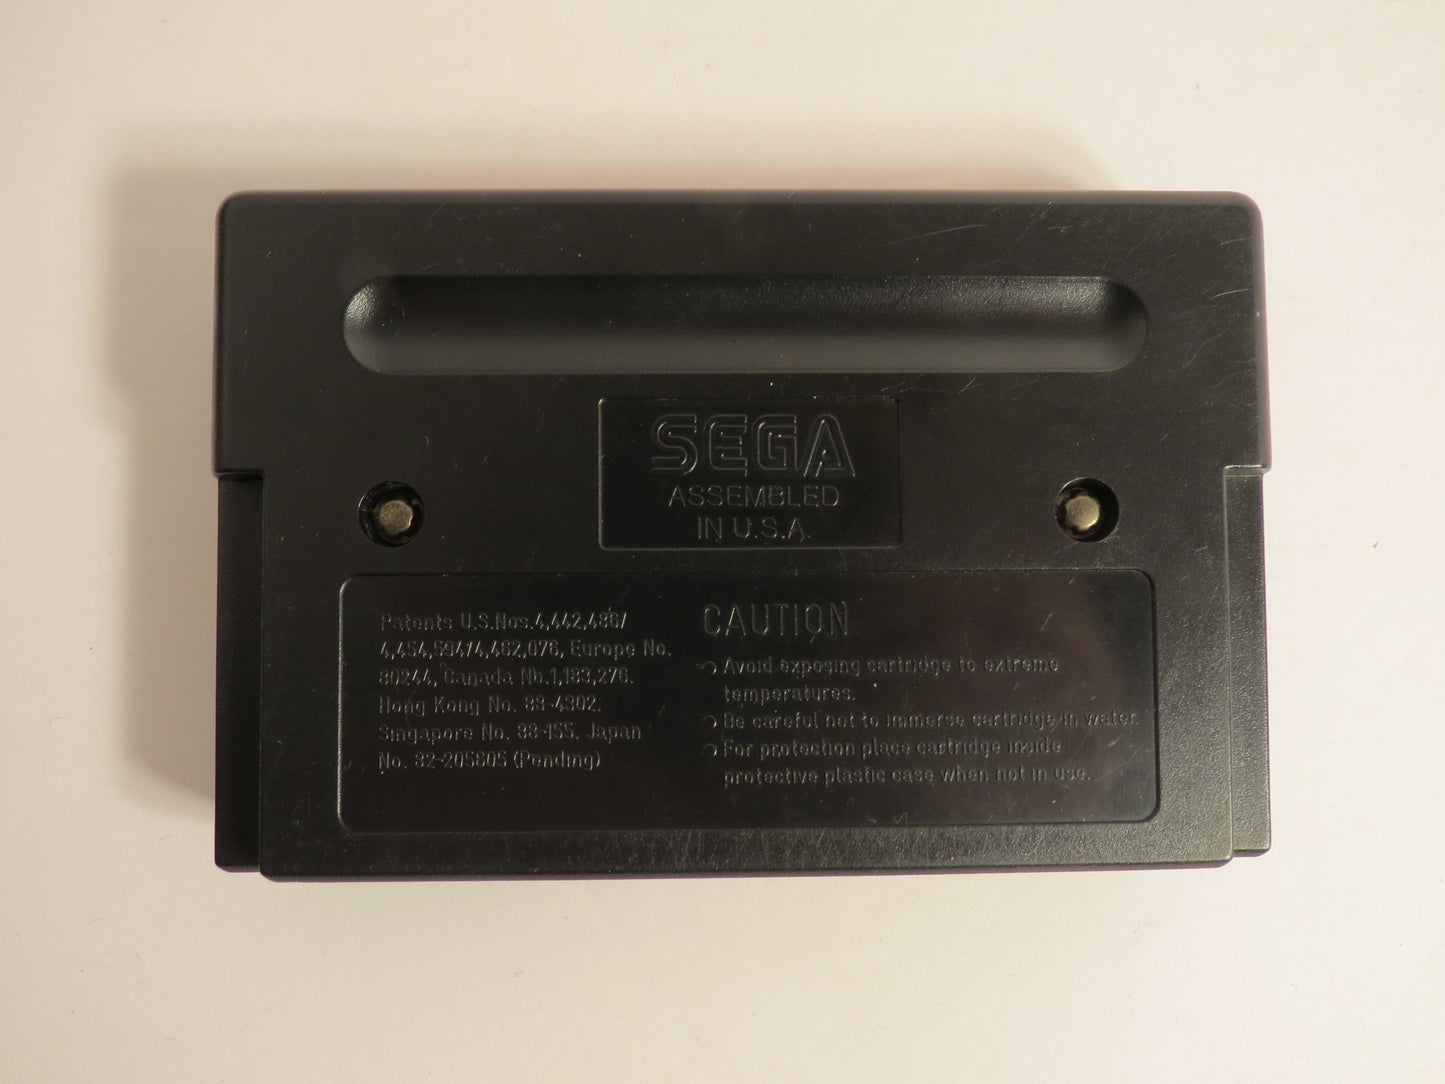 SEGA
ASSEMBLED
IN U.S.A.
Patents U.S.Nos.4,442,486/
4,454,594/4,462,076, Europe No.
80244, Canada No.1,183,276.
Hong Kong No. 88-4302.
Singapore No. 88-155. Japan
No. 82-205605 (Pending)
CAUTION
Avoid exposing cartridge to extreme
temperatures.
Be careful not to immerse cartridge in water.
For protection place cartridge inside
protective plastic case when not in use.